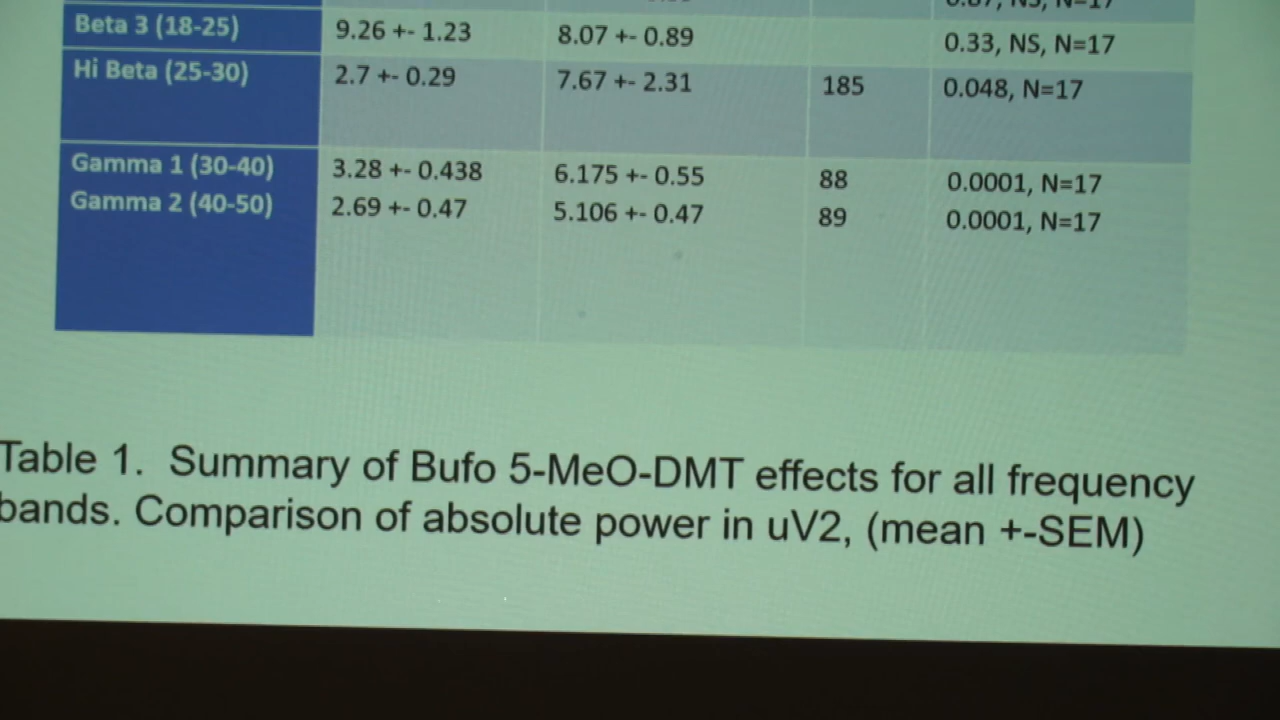 0.87, NS, N=17
Beta 3 (18-25) 9.26 +- 1.23 8.07 +- 0.89 0.33, NS, N=17
Hi Beta (25-30) 2.7 +- 0.29 7.67 +- 2.31 185 0.048, N=17
Gamma 1 (30-40) 3.28 +- 0.438 6.175 +- 0.55 88 0.0001, N=17
Gamma 2 (40-50) 2.69 +- 0.47 5.106 +- 0.47 89 0.0001, N=17
Table 1. Summary of Bufo 5-MeO-DMT effects for all frequency
bands. Comparison of absolute power in uV2, (mean +-SEM)